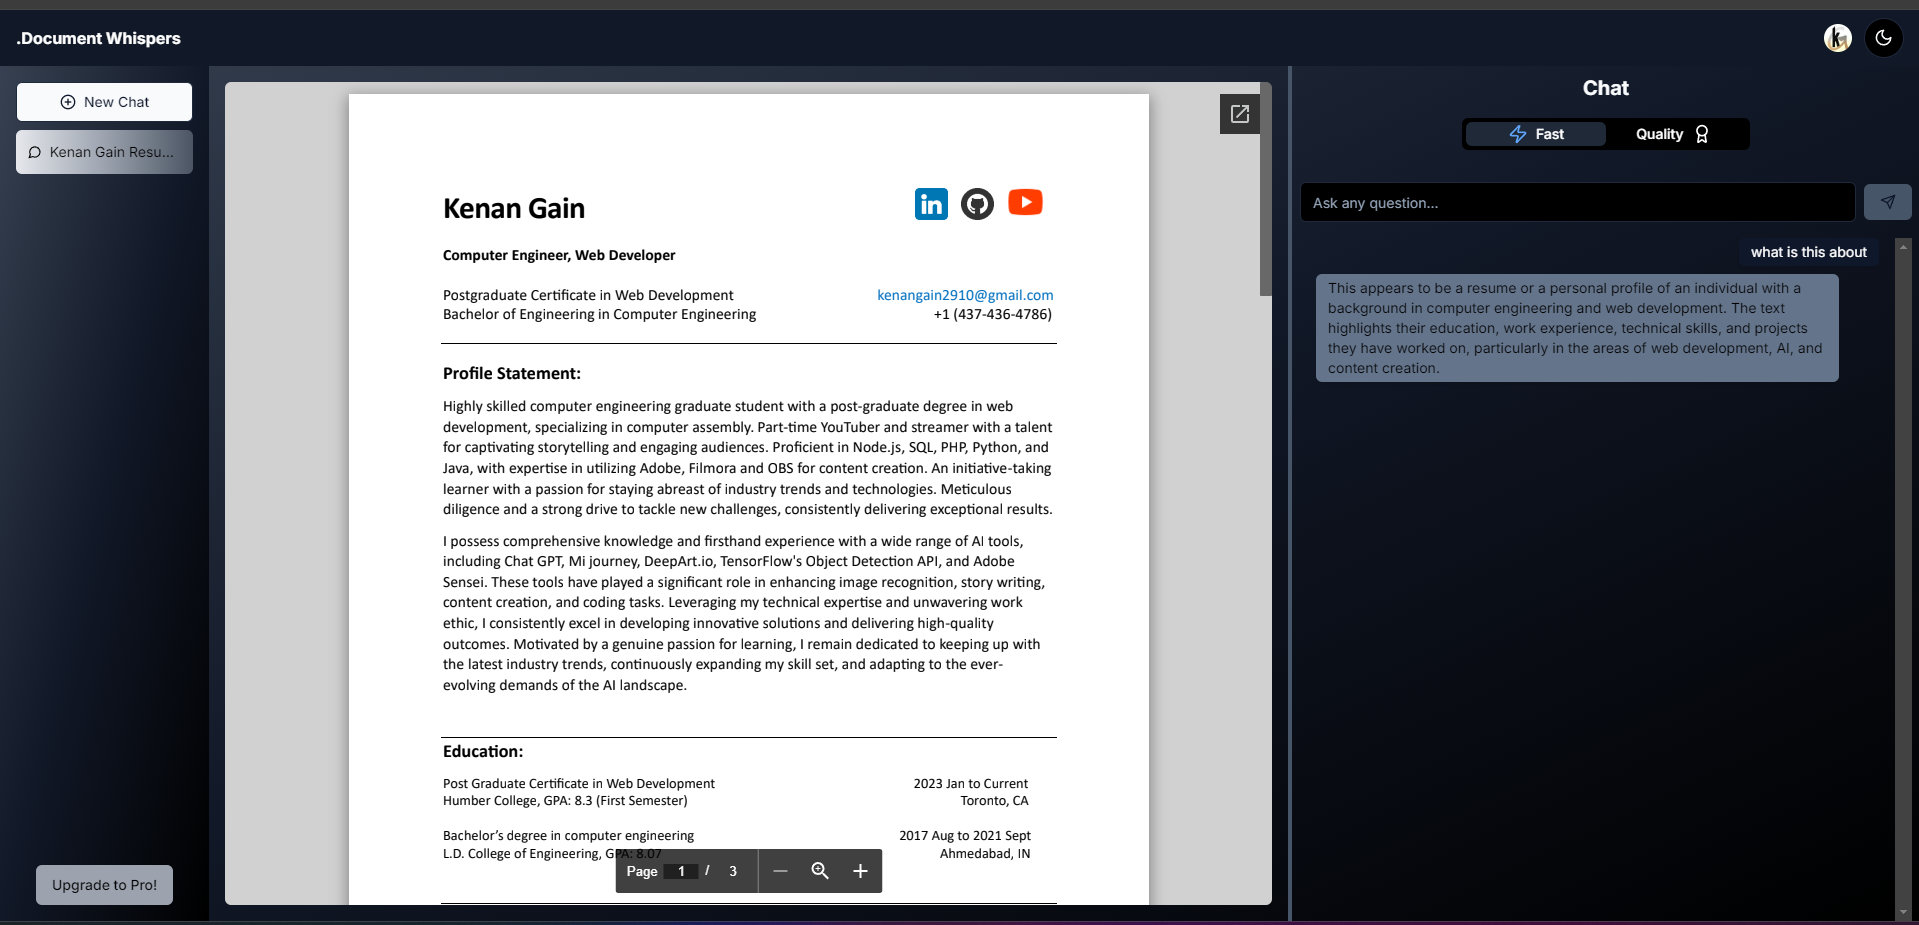 .Document Whispers
New Chat
Kenan Gain Resu...
Upgrade to Pro!
Kenan Gain
in
Computer Engineer, Web Developer
Postgraduate Certificate in Web Development
kenangain2910@gmail.com
Bachelor of Engineering in Computer Engineering
+1 (437-436-4786)
Profile Statement:
Highly skilled computer engineering graduate student with a post-graduate degree in web
development, specializing in computer assembly. Part-time YouTuber and streamer with a talent
for captivating storytelling and engaging audiences. Proficient in Node.js, SQL, PHP, Python, and
Java, with expertise in utilizing Adobe, Filmora and OBS for content creation. An initiative-taking
learner with a passion for staying abreast of industry trends and technologies. Meticulous
diligence and a strong drive to tackle new challenges, consistently delivering exceptional results.
I possess comprehensive knowledge and firsthand experience with a wide range of AI tools,
including Chat GPT, Mi journey, DeepArt.io, TensorFlow's Object Detection API, and Adobe
Sensei. These tools have played a significant role in enhancing image recognition, story writing,
content creation, and coding tasks. Leveraging my technical expertise and unwavering work
ethic, I consistently excel in developing innovative solutions and delivering high-quality
outcomes. Motivated by a genuine passion for learning, I remain dedicated to keeping up with
the latest industry trends, continuously expanding my skill set, and adapting to the ever-
evolving demands of the AI landscape.
Education:
Post Graduate Certificate in Web Development
2023 Jan to Current
Humber College, GPA: 8.3 (First Semester)
Toronto, CA
Bachelor's degree in computer engineering
2017 Aug to 2021 Sept
L.D. College of Engineering, GPA: 8.07
Ahmedabad, IN
Page 1 / 3
Chat
Fast
Quality
Ask any question...
what is this about
This appears to be a resume or a personal profile of an individual with a
background in computer engineering and web development. The text
highlights their education, work experience, technical skills, and projects
they have worked on, particularly in the areas of web development, AI, and
content creation.